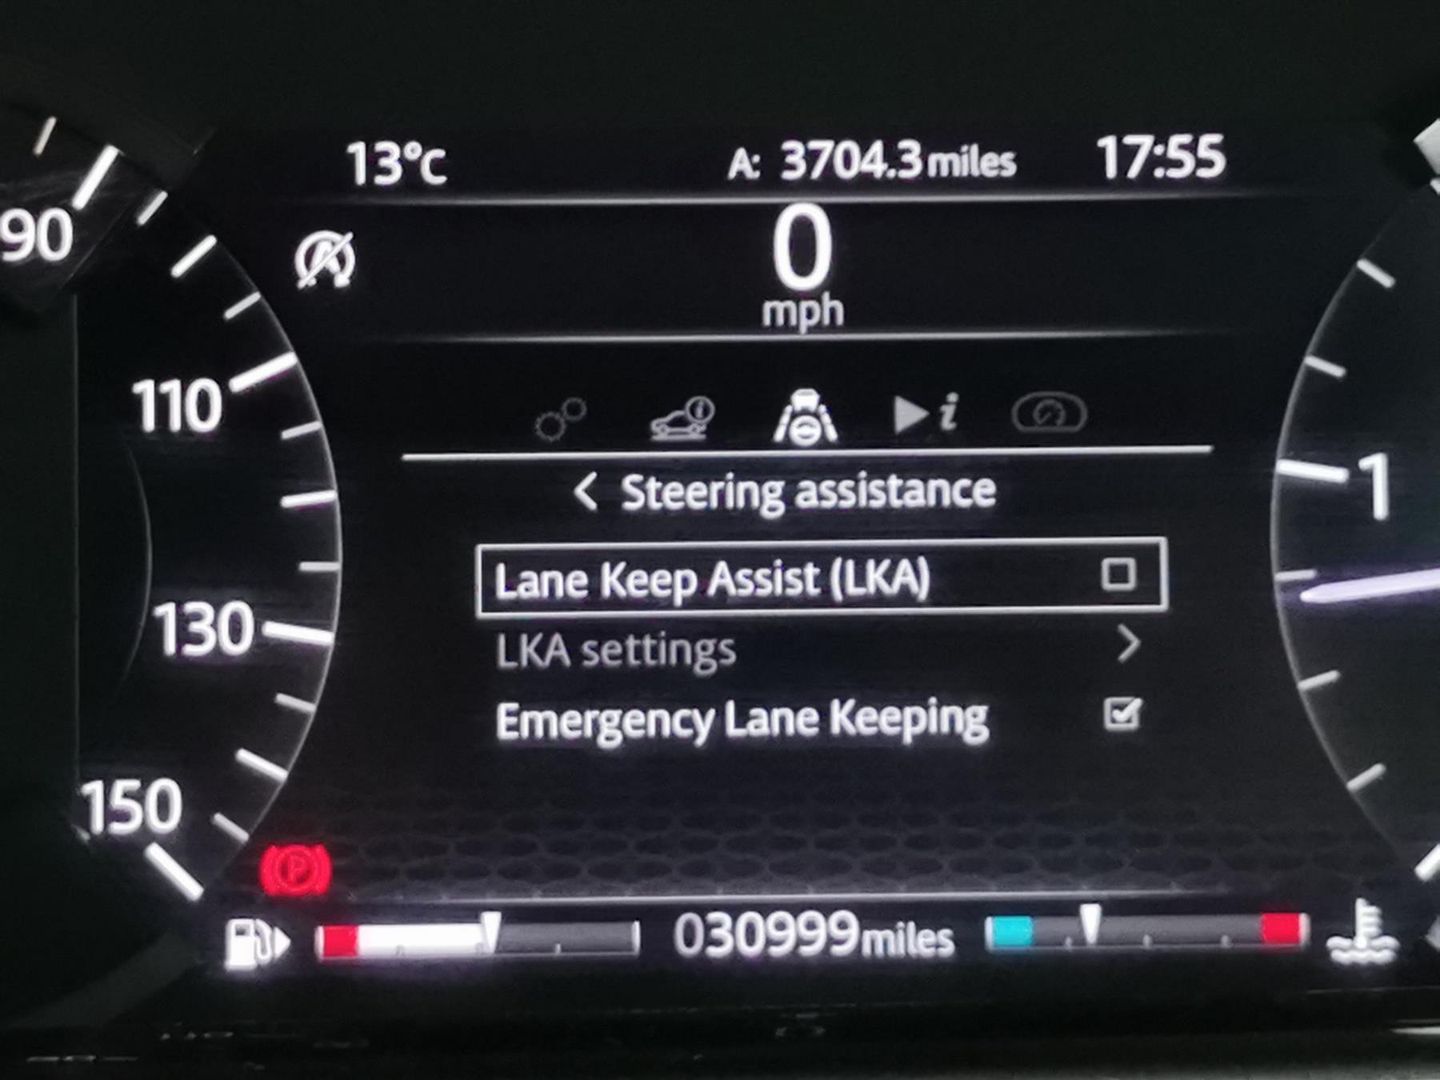 13°C
A: 3704.3 miles
17:55
90
0
mph
110
Steering assistance
1
Lane Keep Assist (LKA)
130
LKA settings
Emergency Lane Keeping
150
030999 miles